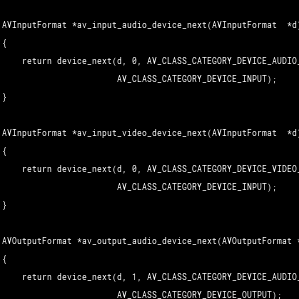 AVInputFormat *av_input_audio_device_next(AVInputFormat  *d)
{
    return device_next(d, 0, AV_CLASS_CATEGORY_DEVICE_AUDIO_
                       AV_CLASS_CATEGORY_DEVICE_INPUT);
}

AVInputFormat *av_input_video_device_next(AVInputFormat  *d)
{
    return device_next(d, 0, AV_CLASS_CATEGORY_DEVICE_VIDEO_
                       AV_CLASS_CATEGORY_DEVICE_INPUT);
}

AVOutputFormat *av_output_audio_device_next(AVOutputFormat *
{
    return device_next(d, 1, AV_CLASS_CATEGORY_DEVICE_AUDIO_
                       AV_CLASS_CATEGORY_DEVICE_OUTPUT);